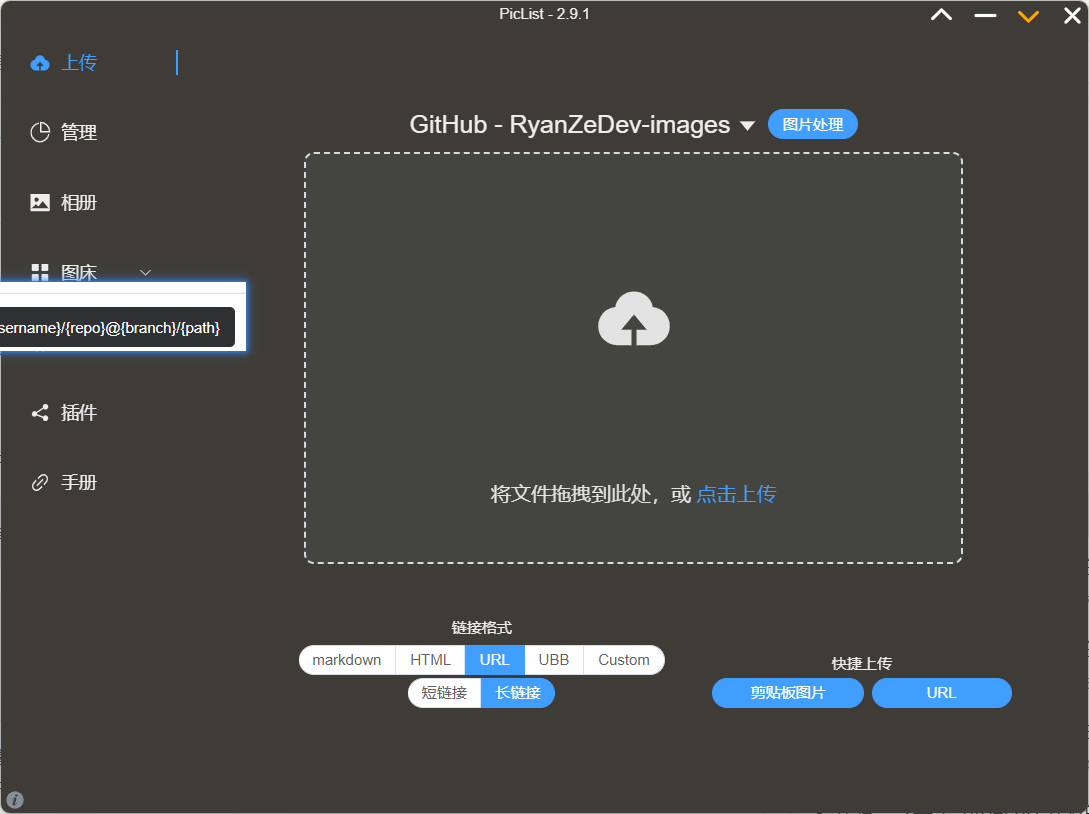 PicList - 2.9.1
上传
管理
GitHub - RyanZeDev-images
图片处理
相册
图床
sername}/{repo}@{branch}/{path}
插件
手册
将文件拖拽到此处，或 点击上传
链接格式
markdown HTML URL UBB Custom
短链接 长链接
快捷上传
剪贴板图片 URL